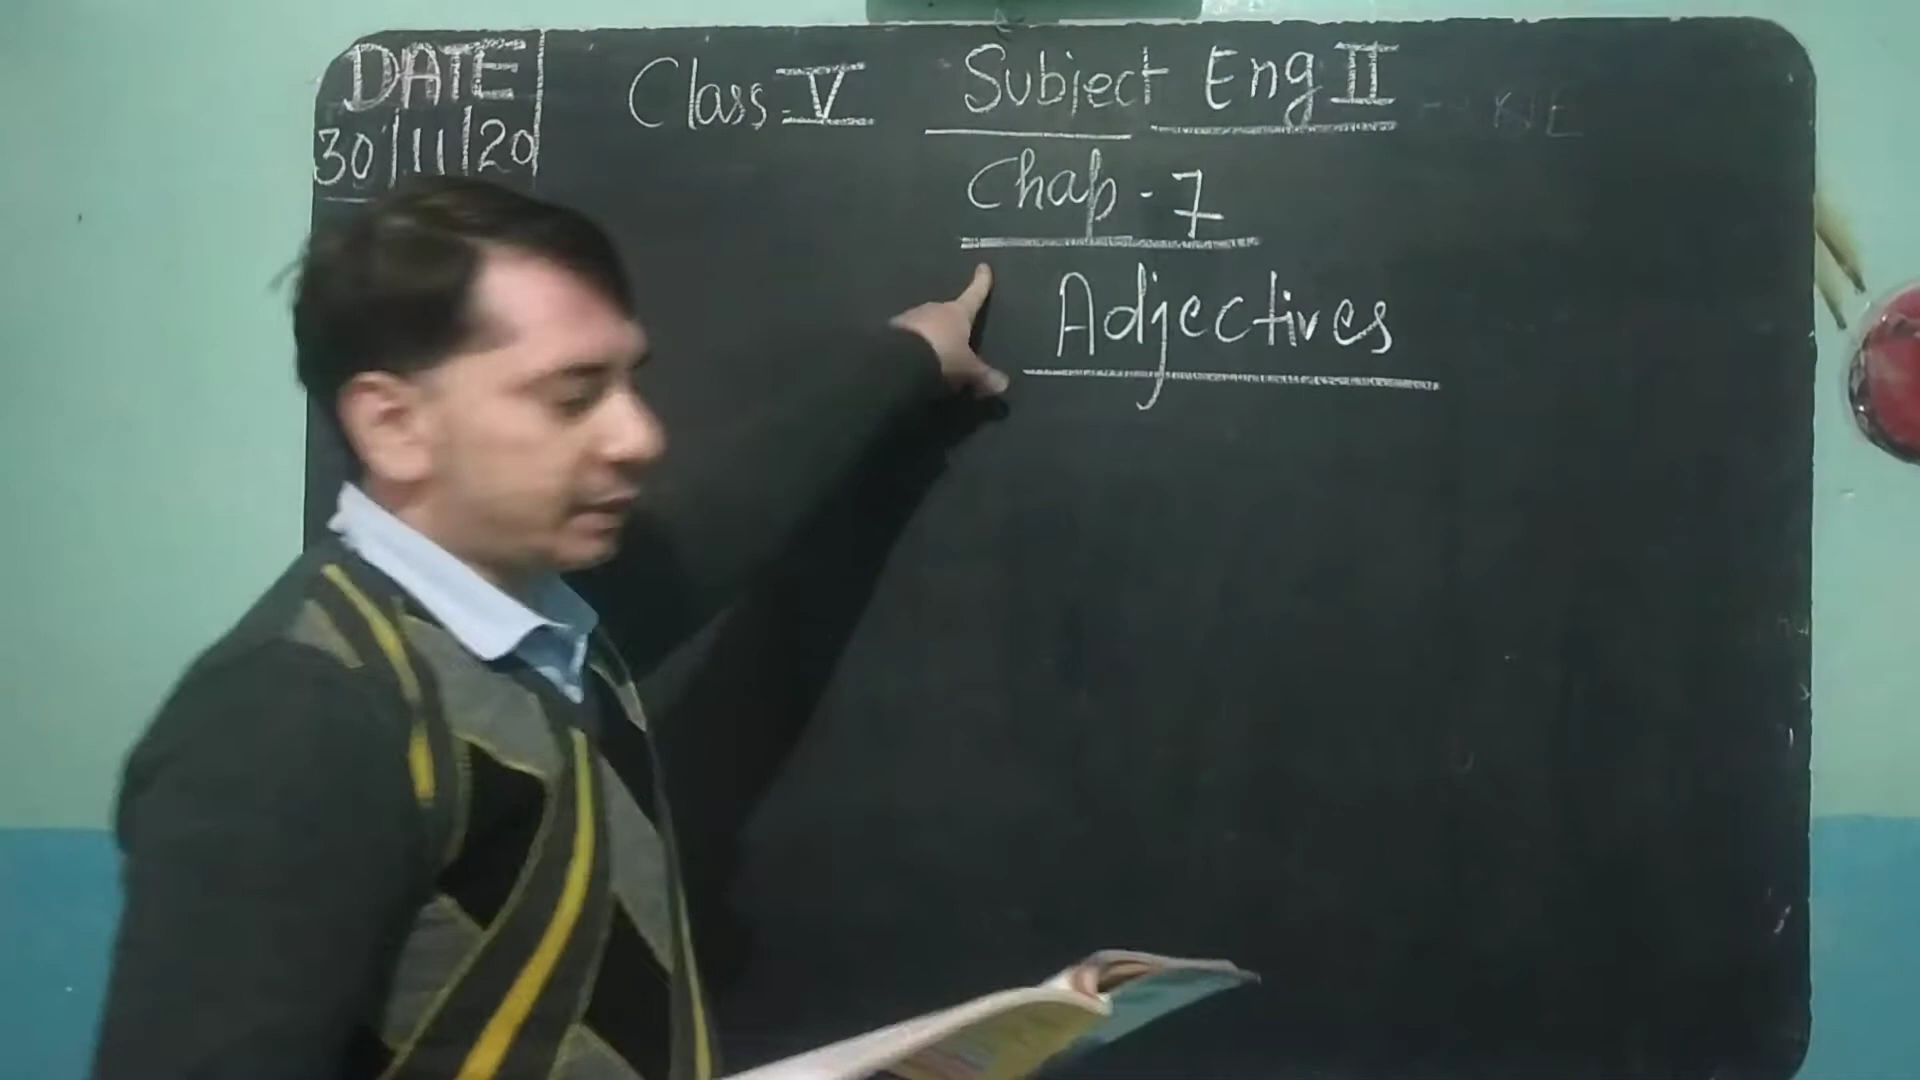 DATE
30/11/20
Class V Subject Eng II
Chap - 7
Adjectives